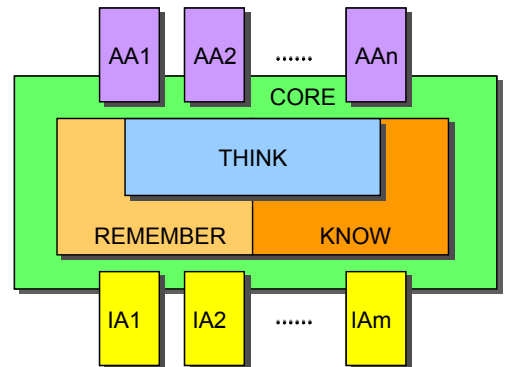 AA1 AA2 ...... AAn
CORE
THINK
REMEMBER KNOW
IA1 IA2 ...... IAm